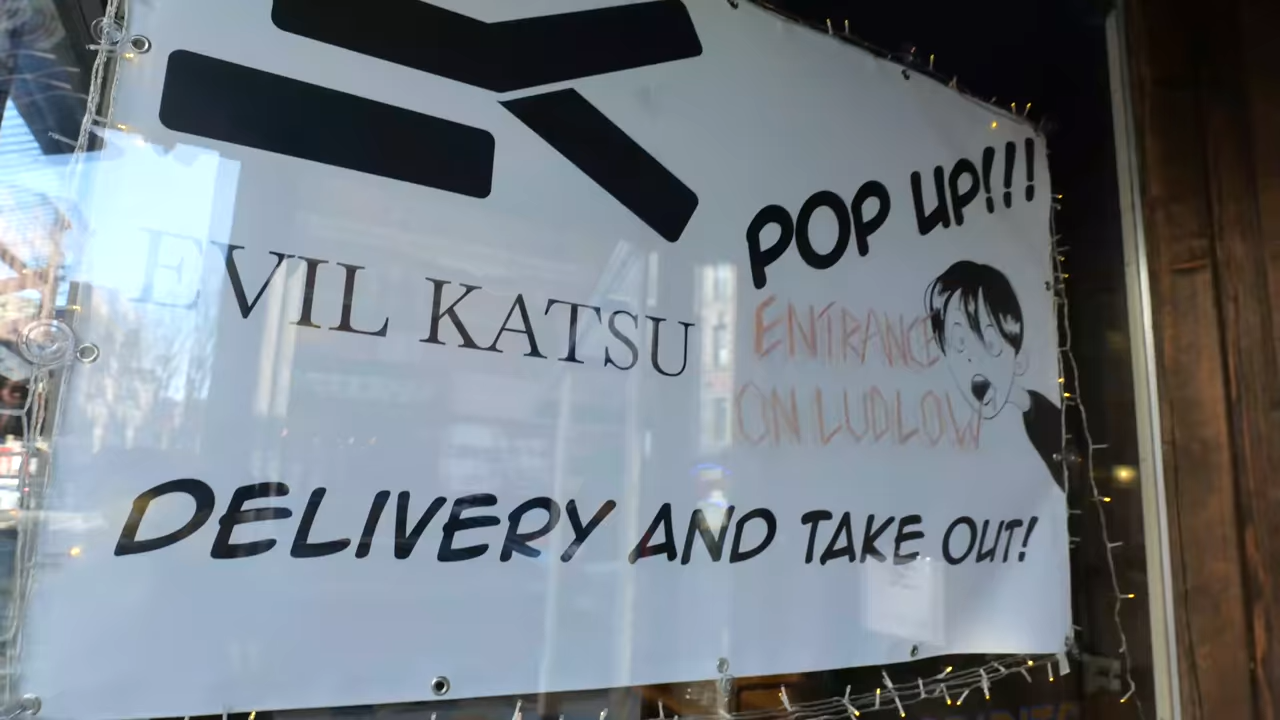 POP UP!!!
EVIL KATSU
ENTRANCE
ON LUDLOW
DELIVERY AND TAKE OUT!